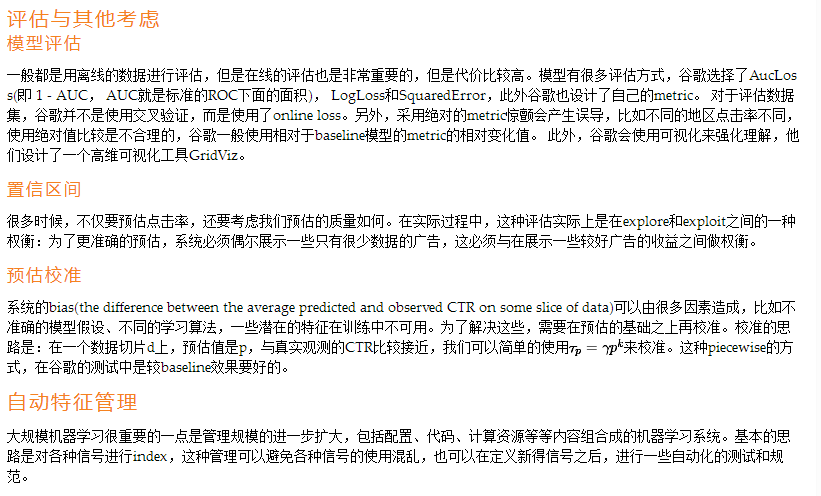 评估与其他考虑
模型评估
一般都是用离线的数据进行评估，但是在线的评估也是非常重要的，但是代价比较高。模型有很多评估方式，谷歌选择了AucLos
s(即 1 - AUC， AUC就是标准的ROC下面的面积)， LogLoss和SquaredError，此外谷歌也设计了自己的metric。 对于评估数据
集，谷歌并不是使用交叉验证，而是使用了online loss。另外，采用绝对的metric惊颤会产生误导，比如不同的地区点击率不同，
使用绝对值比较是不合理的，谷歌一般使用相对于baseline模型的metric的相对变化值。 此外，谷歌会使用可视化来强化理解，他
们设计了一个高维可视化工具GridViz。
置信区间
很多时候，不仅要预估点击率，还要考虑我们预估的质量如何。在实际过程中，这种评估实际上是在explore和exploit之间的一种
权衡：为了更准确的预估，系统必须偶尔展示一些只有很少数据的广告，这必须与在展示一些较好广告的收益之间做权衡。
预估校准
系统的bias(the difference between the average predicted and observed CTR on some slice of data)可以由很多因素造成，比如不
准确的模型假设、不同的学习算法，一些潜在的特征在训练中不可用。为了解决这些，需要在预估的基础之上再校准。校准的思
路是：在一个数据切片d上，预估值是p，与真实观测的CTR比较接近，我们可以简单的使用τₚ = γpᵏ来校准。这种piecewise的方
式，在谷歌的测试中是较baseline效果要好的。
自动特征管理
大规模机器学习很重要的一点是管理规模的进一步扩大，包括配置、代码、计算资源等等内容组合成的机器学习系统。基本的思
路是对各种信号进行index，这种管理可以避免各种信号的使用混乱，也可以在定义新得信号之后，进行一些自动化的测试和规
范。